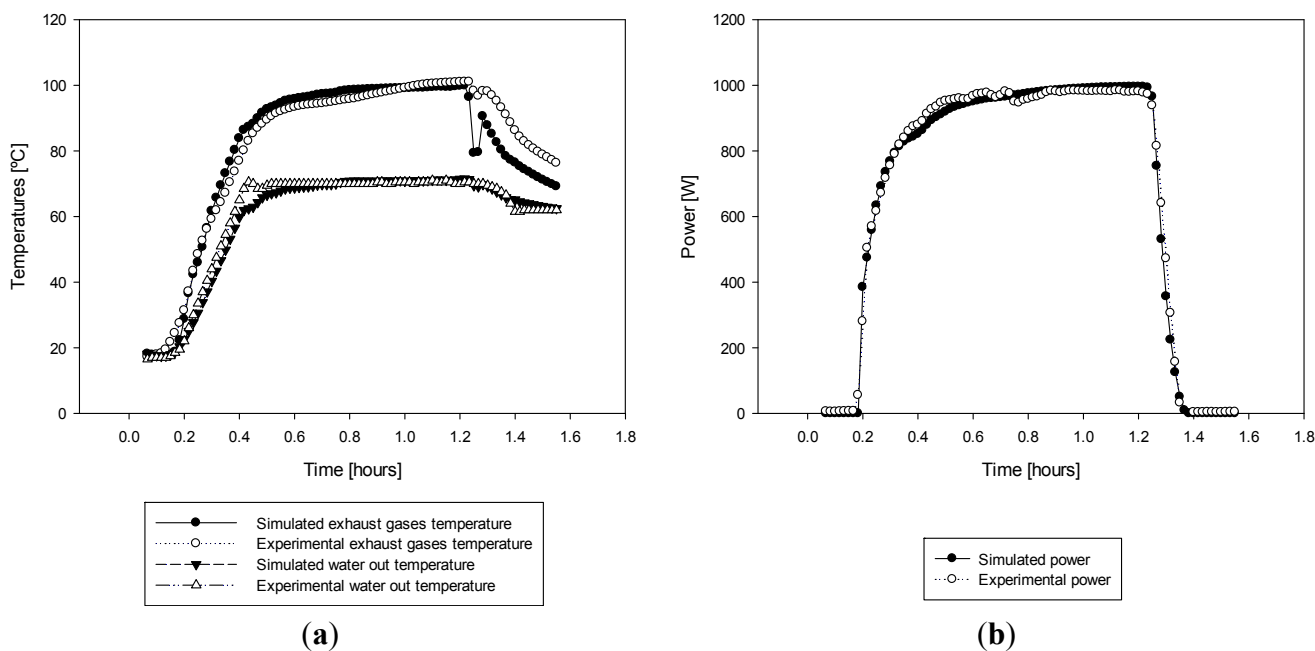 120
100
80
60
40
20
0
Temperatures [ºC]
0.0 0.2 0.4 0.6 0.8 1.0 1.2 1.4 1.6 1.8
Time [hours]
Simulated exhaust gases temperature
Experimental exhaust gases temperature
Simulated water out temperature
Experimental water out temperature
(a)
1200
1000
800
600
400
200
0
Power [W]
0.0 0.2 0.4 0.6 0.8 1.0 1.2 1.4 1.6 1.8
Time [hours]
Simulated power
Experimental power
(b)